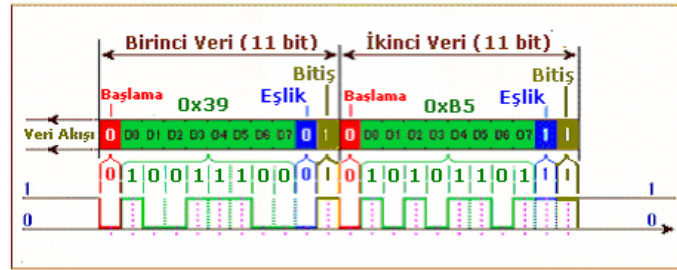 Birinci Veri (11 bit) İkinci Veri (11 bit)
Bitiş Bitiş
Başlama 0x39 Eşlik Başlama 0xB5 Eşlik
Veri Akışı 0 D0 D1 D2 D3 D4 D5 D6 D7 0 1 0 D0 D1 D2 D3 D4 D5 D6 D7 1 1
0 1 0 0 1 1 1 0 0 0 1 0 1 0 1 0 1 1 0 1 1 1
1 1
0 0